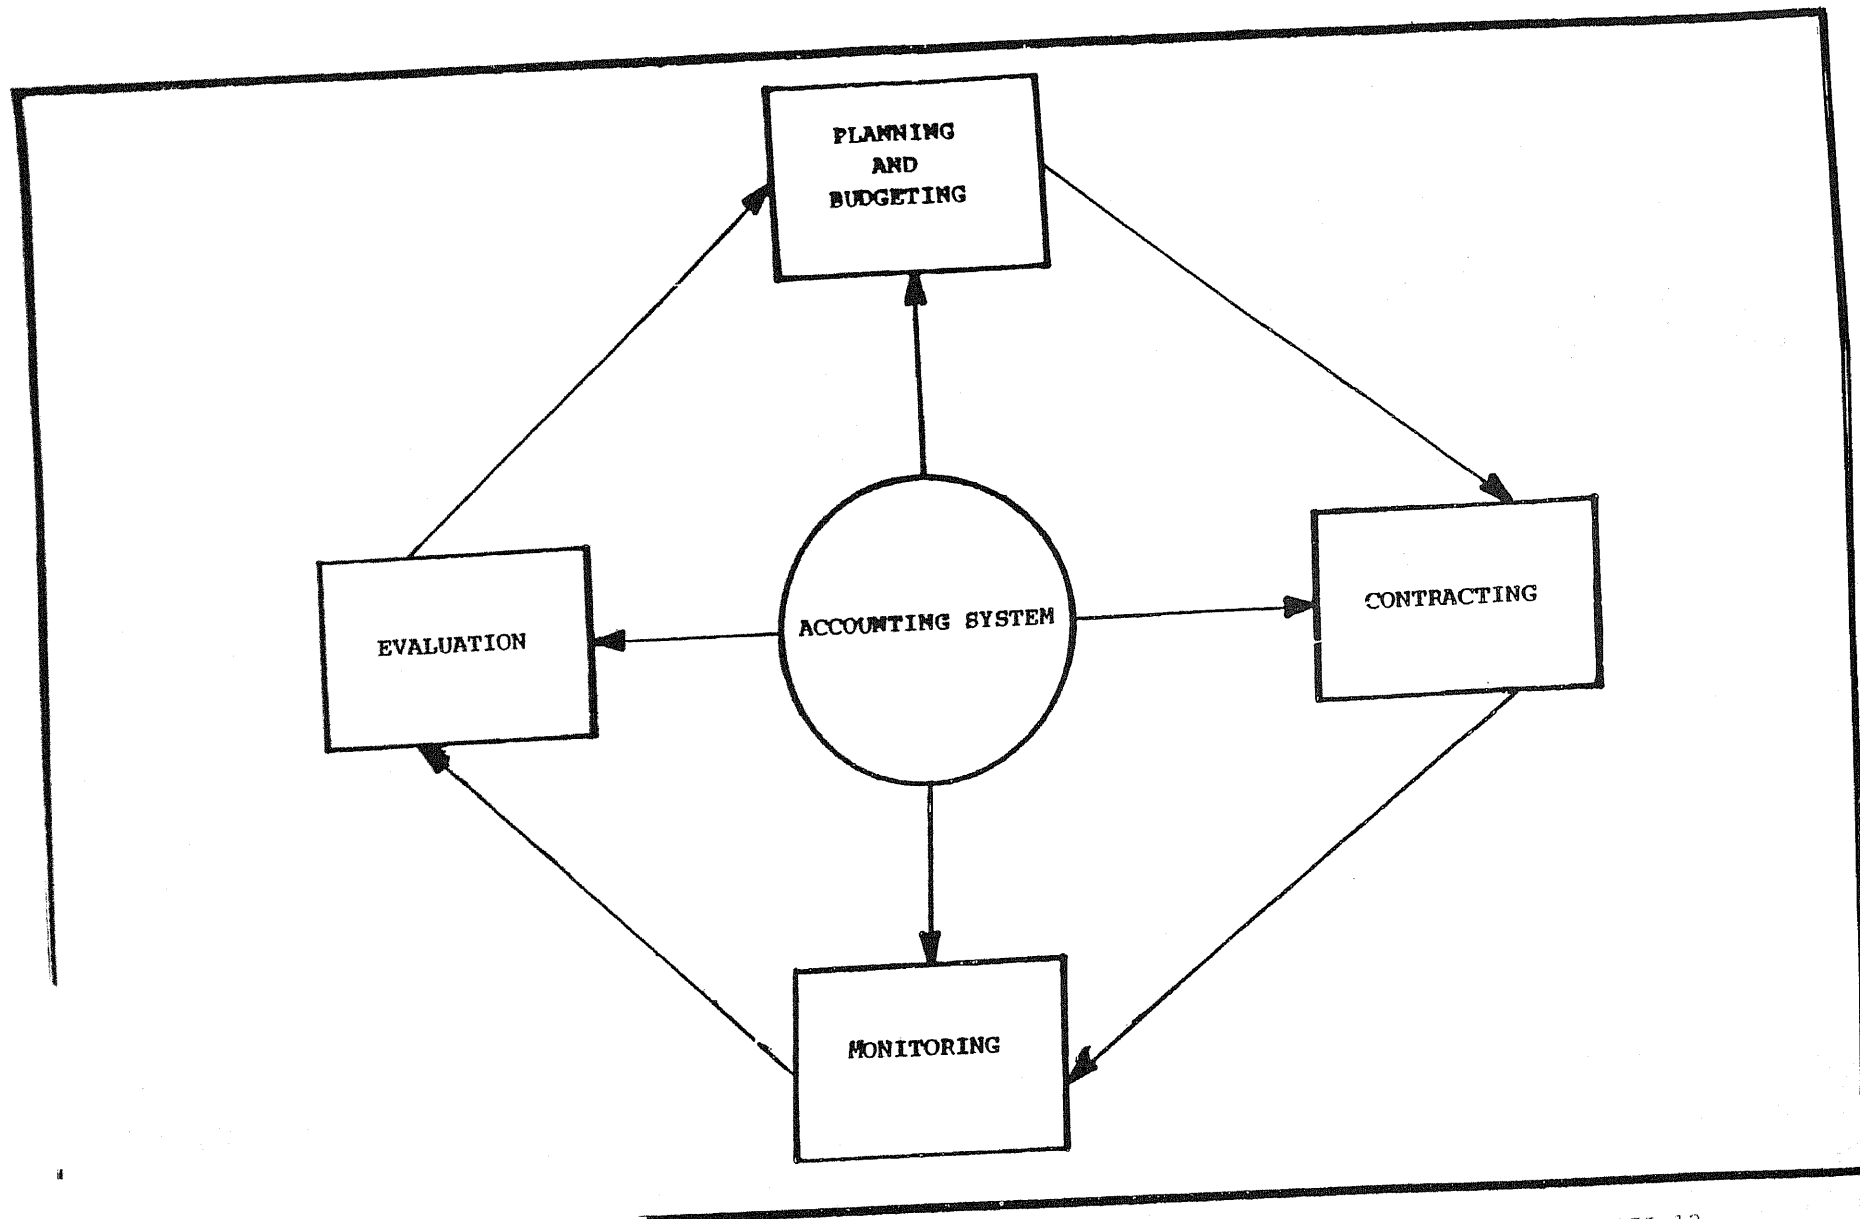 PLANNING
AND
BUDGETING
CONTRACTING
ACCOUNTING SYSTEM
EVALUATION
MONITORING